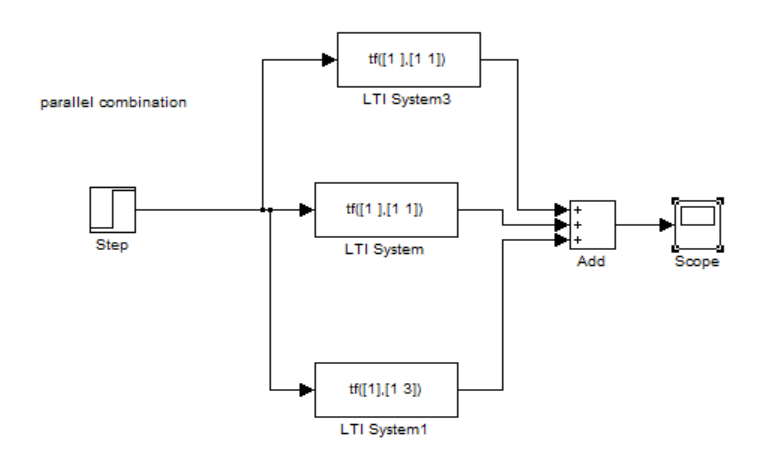 tf([1 ],[1 1])
LTI System3
parallel combination
Step
tf([1 ],[1 1])
LTI System
+
+
+
Add
Scope
tf([1],[1 3])
LTI System1